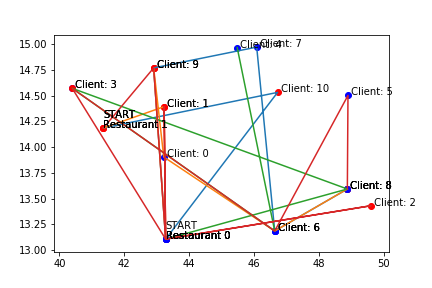 15.00
14.75
14.50
14.25
14.00
13.75
13.50
13.25
13.00
Client: 4
Client: 7
Client: 9
Client: 3
Client: 10
Client: 5
Client: 1
START
Restaurant 1
Client: 0
Client: 8
Client: 2
START
Restaurant 0
Client: 6
40
42
44
46
48
50